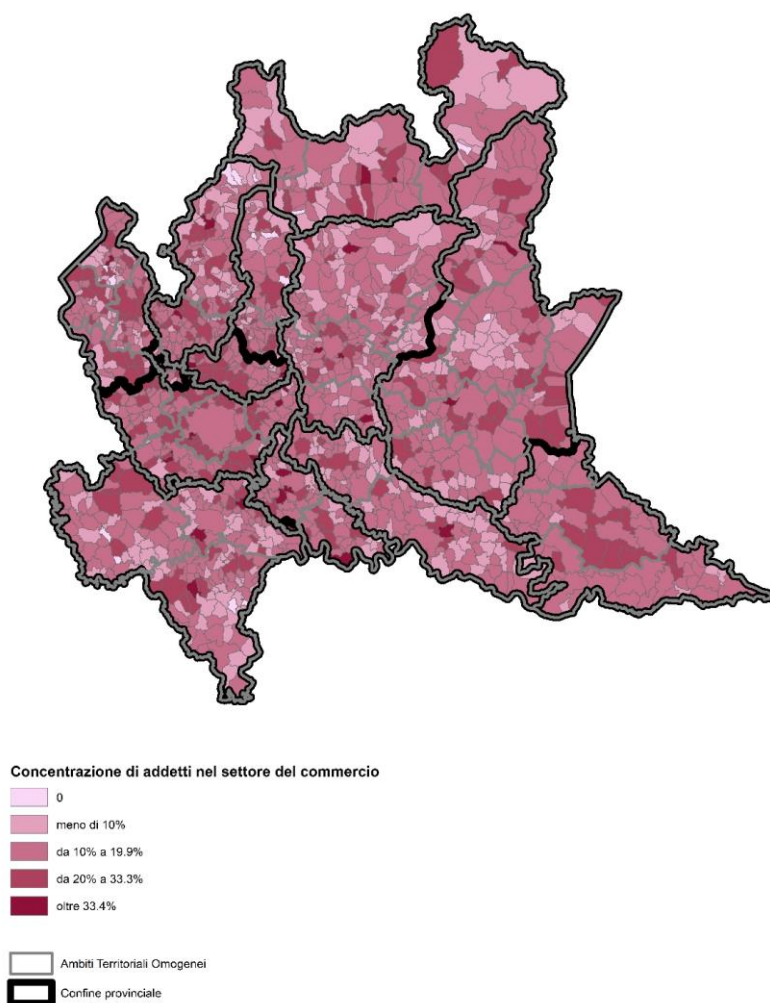 Concentrazione di addetti nel settore del commercio
0
meno di 10%
da 10% a 19.9%
da 20% a 33.3%
oltre 33.4%
Ambiti Territoriali Omogenei
Confine provinciale